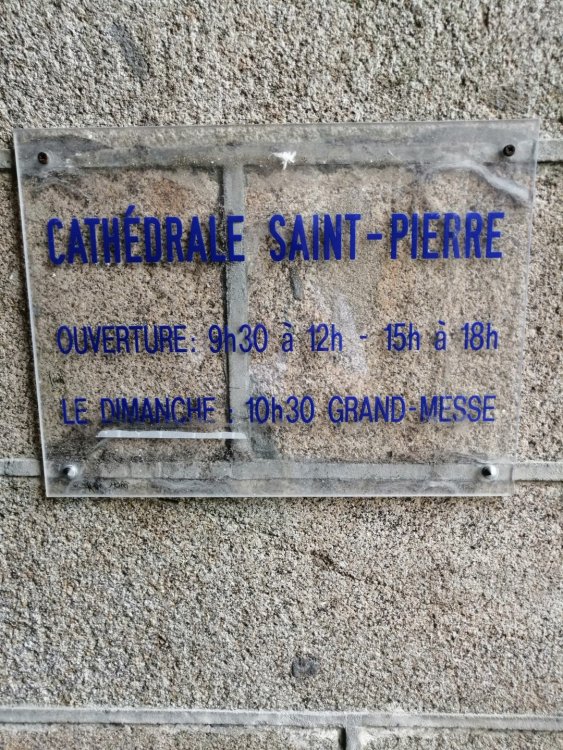 CATHÉDRALE SAINT-PIERRE
OUVERTURE: 9h30 à 12h - 15h à 18h
LE DIMANCHE : 10h30 GRAND-MESSE